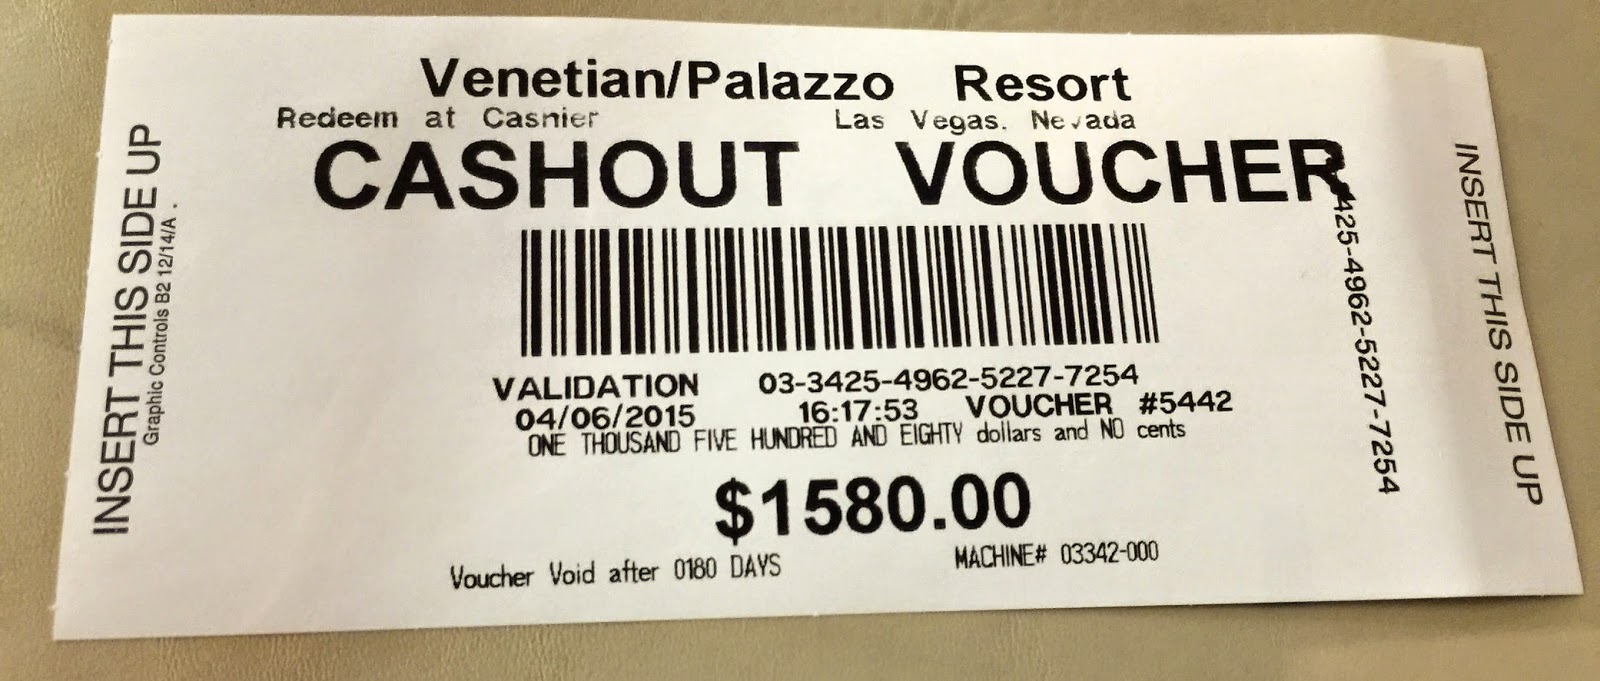 Venetian/Palazzo Resort
Redeem at Cashier Las Vegas, Nevada
CASHOUT VOUCHER
VALIDATION 03-3425-4962-5227-7254
04/06/2015 16:17:53 VOUCHER #5442
ONE THOUSAND FIVE HUNDRED AND EIGHTY dollars and NO cents
$1580.00
Voucher Void after 0180 DAYS MACHINE# 03342-000
INSERT THIS SIDE UP
Graphic Controls B2 12/14/A .
425-4962-5227-7254
INSERT THIS SIDE UP